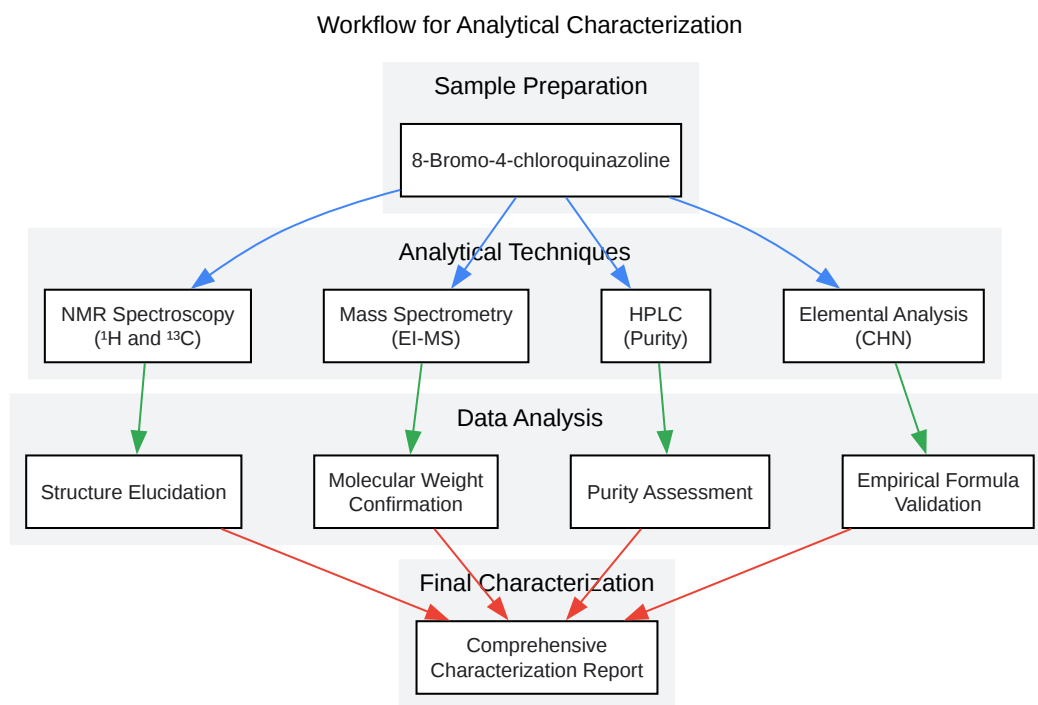 Workflow for Analytical Characterization
Sample Preparation
8-Bromo-4-chloroquinazoline
Analytical Techniques
NMR Spectroscopy
(¹H and ¹³C)
Mass Spectrometry
(EI-MS)
HPLC
(Purity)
Elemental Analysis
(CHN)
Data Analysis
Structure Elucidation
Molecular Weight
Confirmation
Purity Assessment
Empirical Formula
Validation
Final Characterization
Comprehensive
Characterization Report